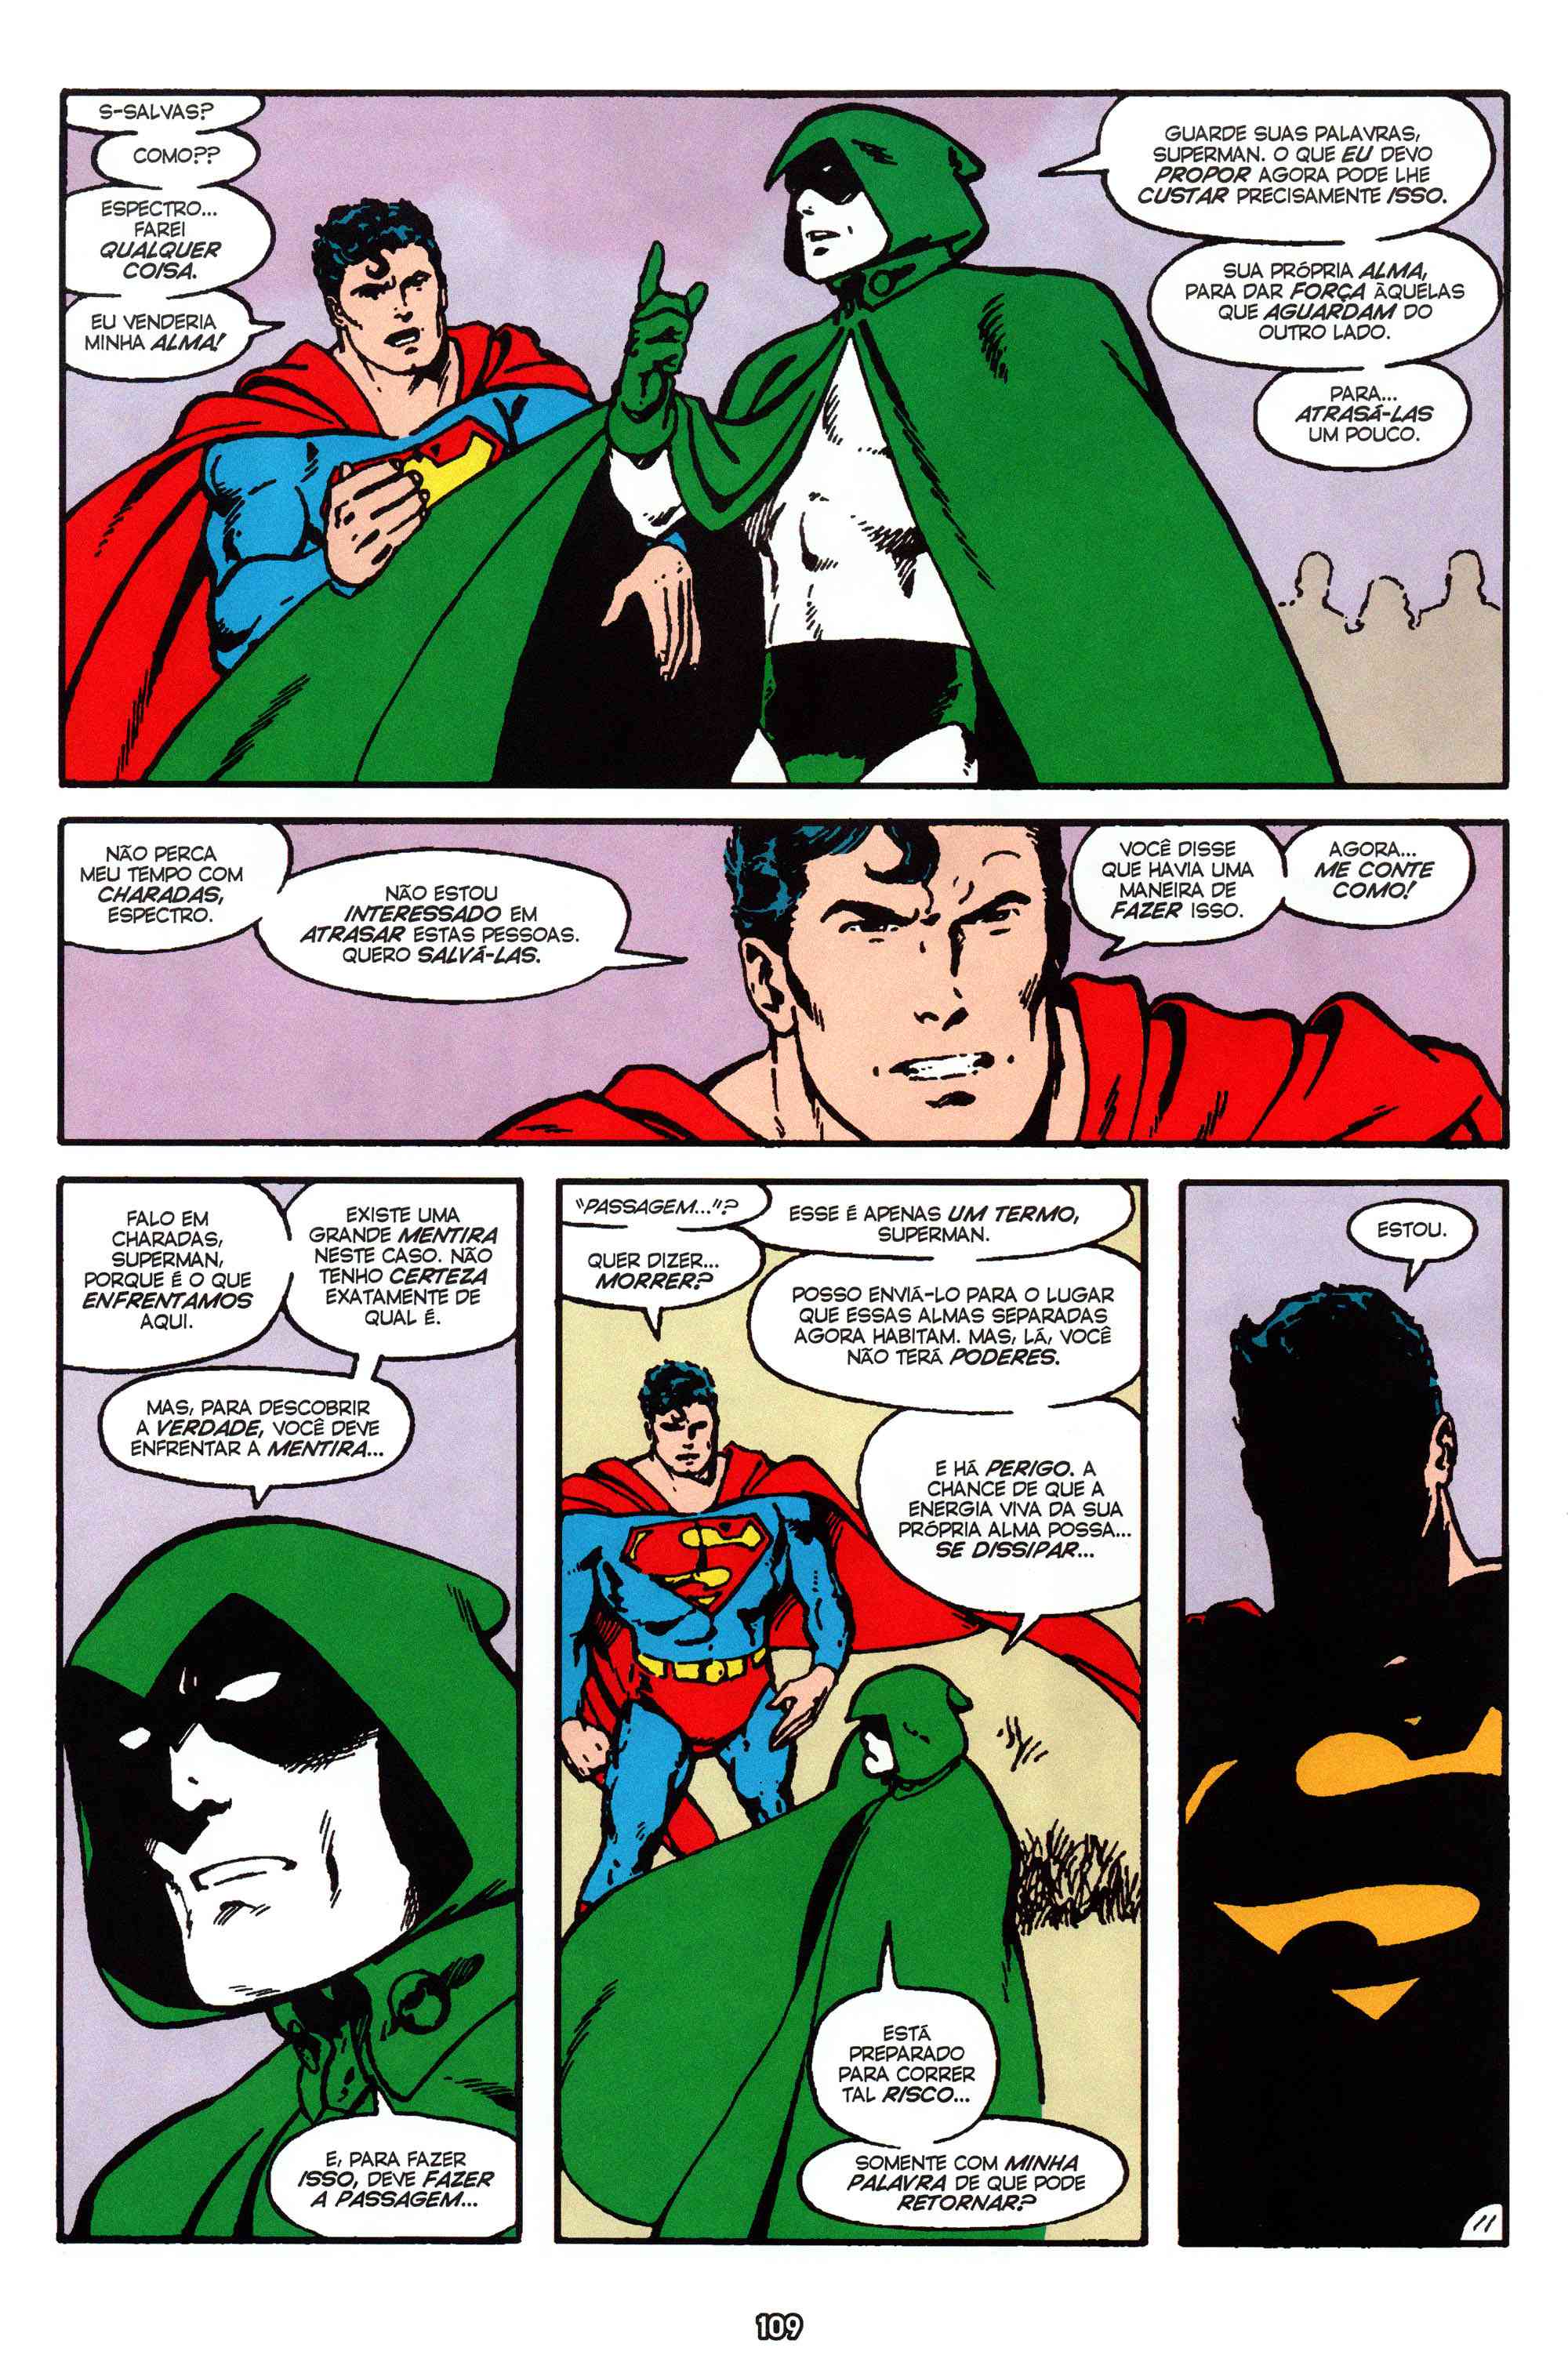 S-SALVAS?
COMO??
ESPECTRO...
FAREI
QUALQUER
COISA.
EU VENDERIA
MINHA ALMA!
GUARDE SUAS PALAVRAS,
SUPERMAN. O QUE EU DEVO
PROPOR AGORA PODE LHE
CUSTAR PRECISAMENTE ISSO.
SUA PRÓPRIA ALMA,
PARA DAR FORÇA ÀQUELAS
QUE AGUARDAM DO
OUTRO LADO.
PARA...
ATRASÁ-LAS
UM POUCO.
NÃO PERCA
MEU TEMPO COM
CHARADAS,
ESPECTRO.
NÃO ESTOU
INTERESSADO EM
ATRASAR ESTAS PESSOAS.
QUERO SALVÁ-LAS.
VOCÊ DISSE
QUE HAVIA UMA
MANEIRA DE
FAZER ISSO.
AGORA...
ME CONTE
COMO!
FALO EM
CHARADAS,
SUPERMAN,
PORQUE É O QUE
ENFRENTAMOS
AQUI.
EXISTE UMA
GRANDE MENTIRA
NESTE CASO. NÃO
TENHO CERTEZA
EXATAMENTE DE
QUAL É.
MAS, PARA DESCOBRIR
A VERDADE, VOCÊ DEVE
ENFRENTAR A MENTIRA...
E, PARA FAZER
ISSO, DEVE FAZER
A PASSAGEM...
"PASSAGEM..."?
QUER DIZER...
MORRER?
ESSE É APENAS UM TERMO,
SUPERMAN.
POSSO ENVIÁ-LO PARA O LUGAR
QUE ESSAS ALMAS SEPARADAS
AGORA HABITAM. MAS, LÁ, VOCÊ
NÃO TERÁ PODERES.
E HÁ PERIGO. A
CHANCE DE QUE A
ENERGIA VIVA DA SUA
PRÓPRIA ALMA POSSA...
SE DISSIPAR...
ESTÁ
PREPARADO
PARA CORRER
TAL RISCO...
SOMENTE COM MINHA
PALAVRA DE QUE PODE
RETORNAR?
ESTOU.
11
109